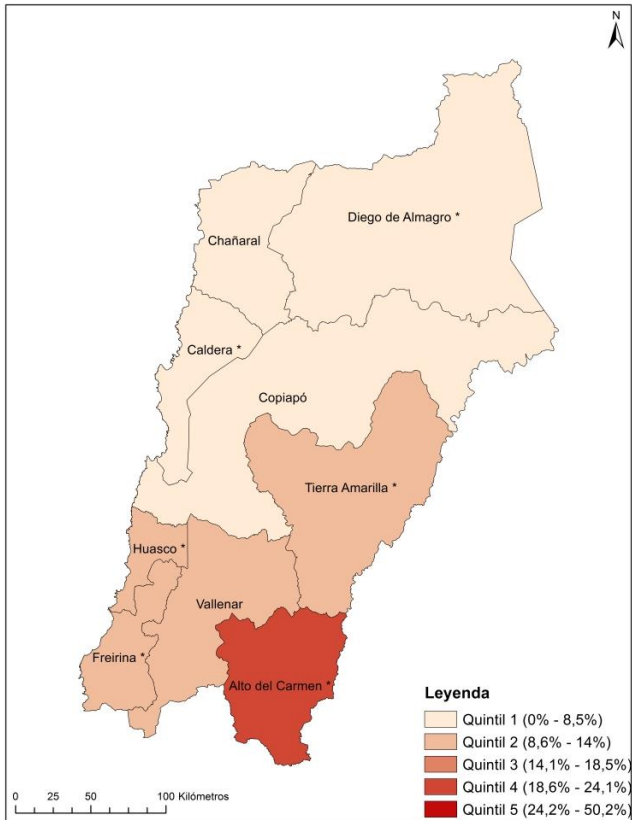 N
Diego de Almagro *
Chañaral
Caldera *
Copiapó
Tierra Amarilla *
Huasco *
Vallenar
Freirina *
Alto del Carmen *
Leyenda
Quintil 1 (0% - 8,5%)
Quintil 2 (8,6% - 14%)
Quintil 3 (14,1% - 18,5%)
Quintil 4 (18,6% - 24,1%)
Quintil 5 (24,2% - 50,2%)
0 50 100 Kilómetros